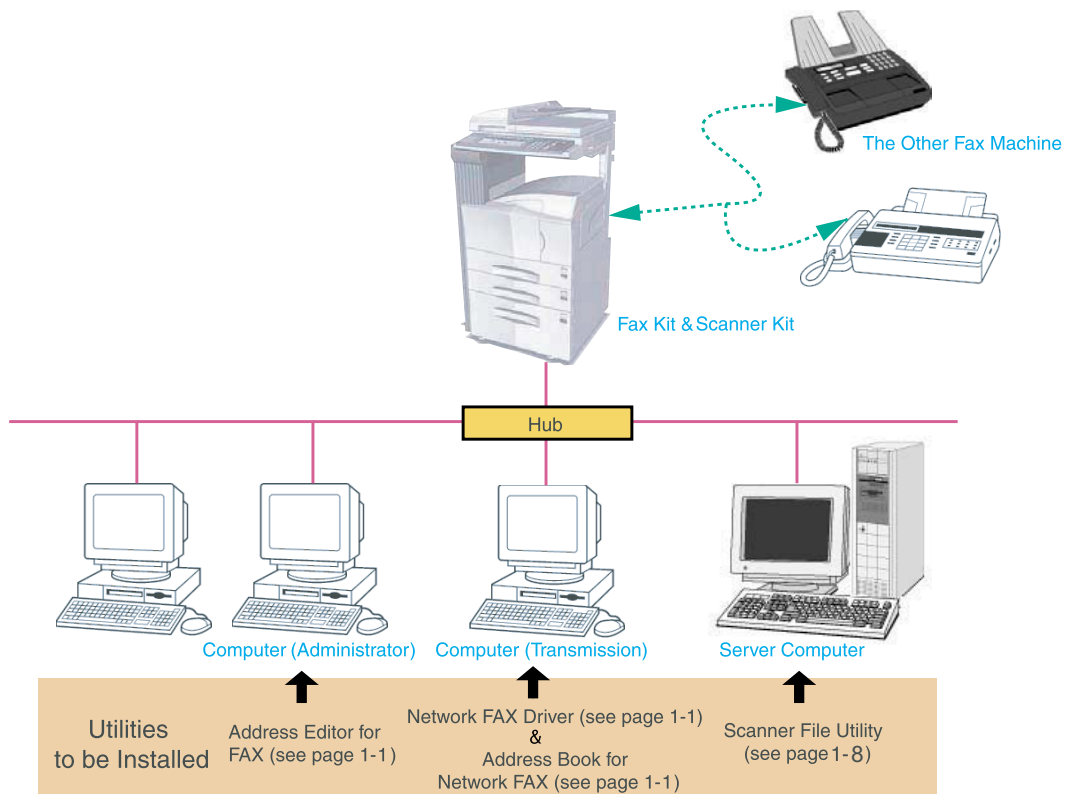 The Other Fax Machine
Fax Kit & Scanner Kit
Hub
Computer (Administrator)
Computer (Transmission)
Server Computer
Utilities
to be Installed
Address Editor for
FAX (see page 1-1)
Network FAX Driver (see page 1-1)
&
Address Book for
Network FAX (see page 1-1)
Scanner File Utility
(see page 1-8)